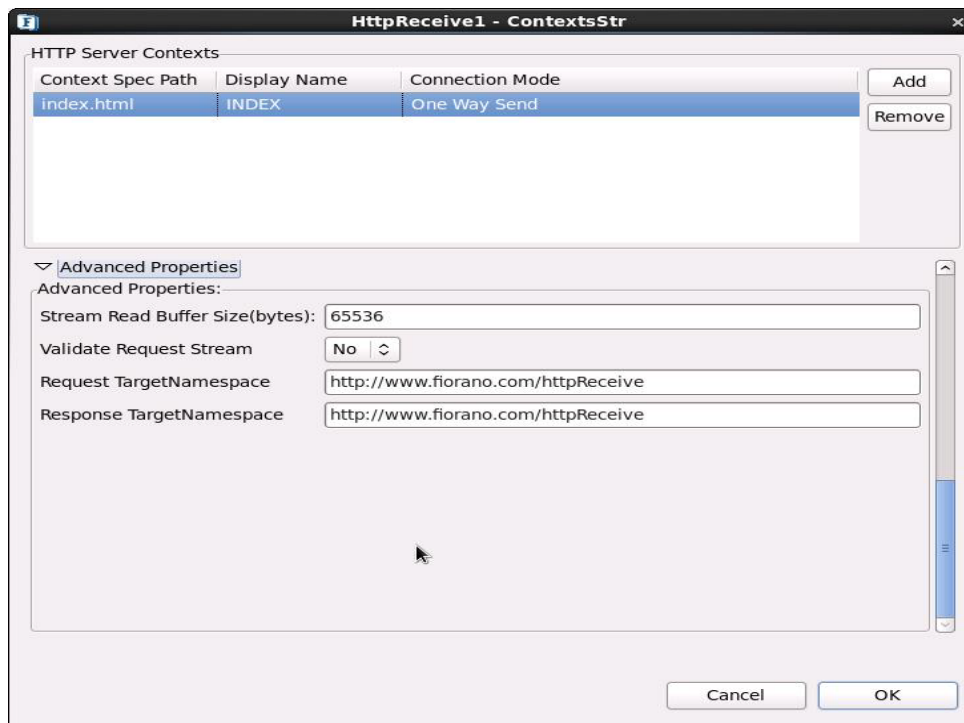 HttpReceive1 - ContextsStr
HTTP Server Contexts
Context Spec Path Display Name Connection Mode
index.html INDEX One Way Send
Add
Remove
Advanced Properties
Advanced Properties:
Stream Read Buffer Size(bytes): 65536
Validate Request Stream No
Request TargetNamespace http://www.fiorano.com/httpReceive
Response TargetNamespace http://www.fiorano.com/httpReceive
Cancel OK